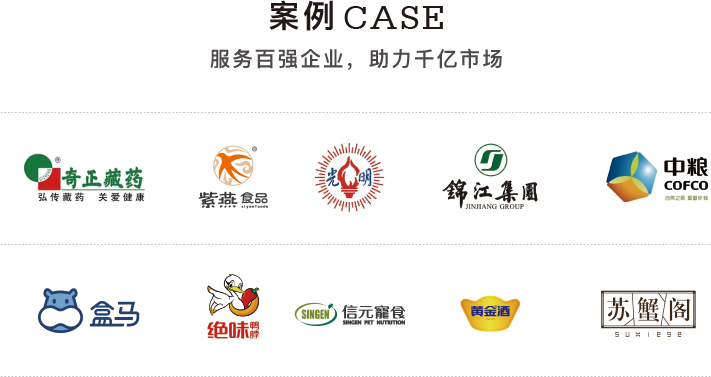 案例 CASE
服务百强企业，助力千亿市场
奇正藏药
弘传藏药 关爱健康
紫燕食品
ziyanfoods
光明
錦江集團
JINJIANG GROUP
中粮
COFCO
盒马
绝味鸭脖
SINGEN
信元寵食
SINGEN PET NUTRITION
黄金酒
苏蟹阁
suxiege